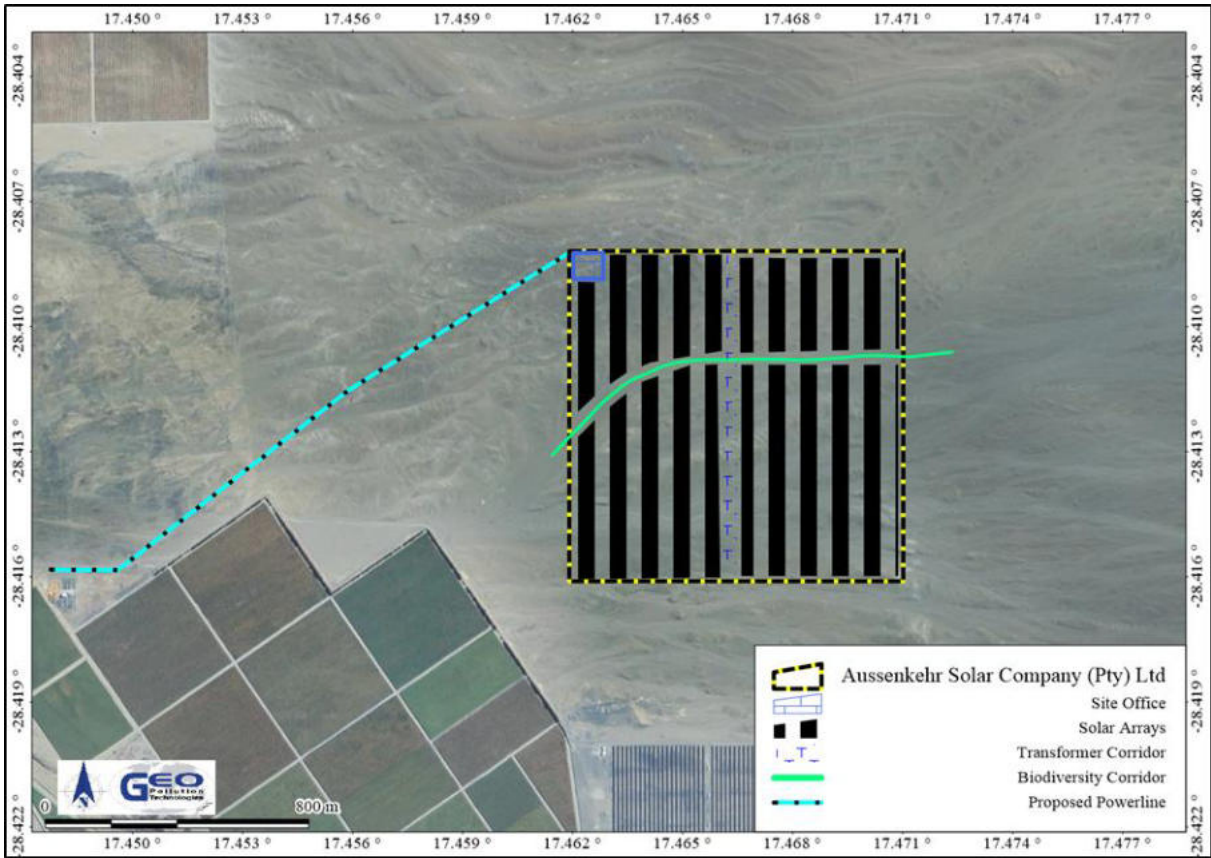 17.450 ° 17.453 ° 17.456 ° 17.459 ° 17.462 ° 17.465 ° 17.468 ° 17.471 ° 17.474 ° 17.477 °
-28.404 ° -28.404 °
-28.407 ° -28.407 °
-28.410 ° -28.410 °
-28.413 ° -28.413 °
-28.416 ° -28.416 °
-28.419 ° -28.419 °
-28.422 ° -28.422 °
T
T
T
T
T
T
T
T
T
T
T
T
Aussenkehr Solar Company (Pty) Ltd
Site Office
Solar Arrays
T Transformer Corridor
Biodiversity Corridor
Proposed Powerline
GEO
Pollution
Technologies
0 800 m
17.450 ° 17.453 ° 17.456 ° 17.459 ° 17.462 ° 17.465 ° 17.468 ° 17.471 ° 17.474 ° 17.477 °